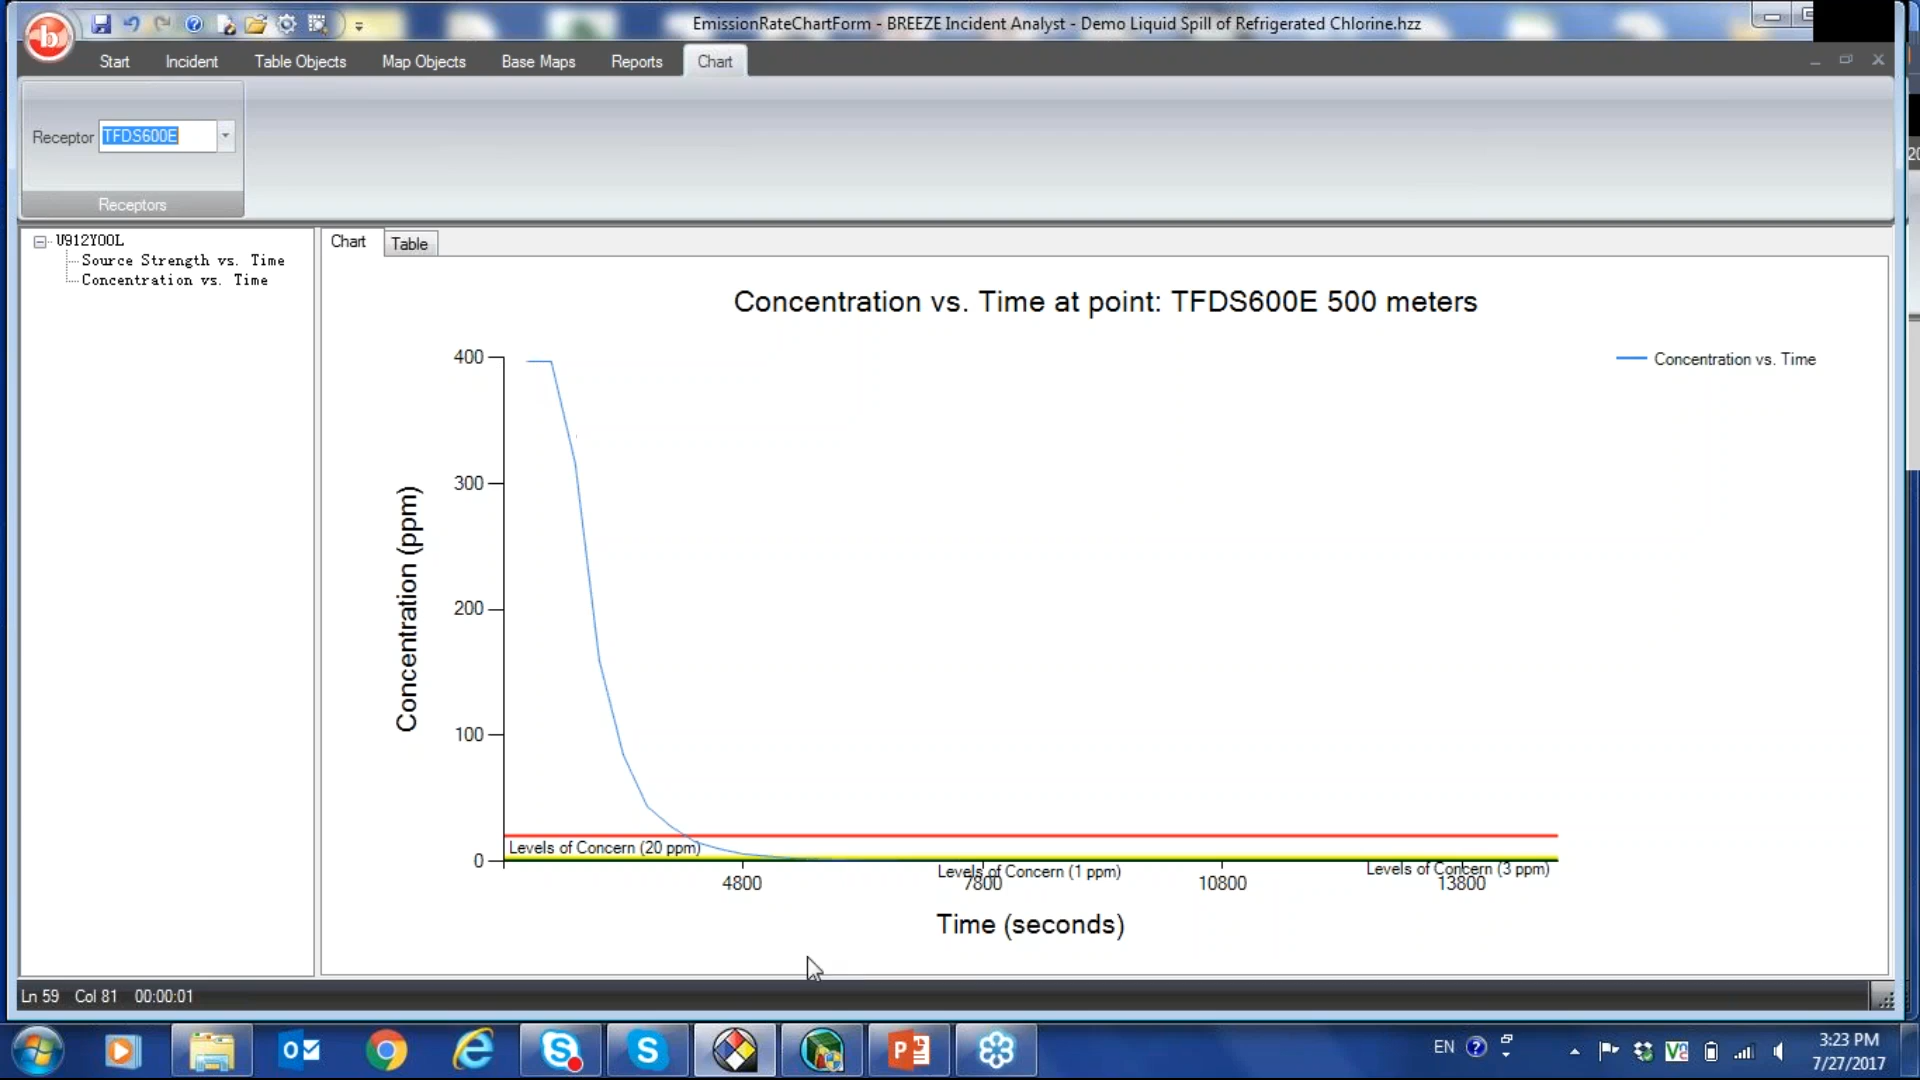 EmissionRateChartForm - BREEZE Incident Analyst - Demo Liquid Spill of Refrigerated Chlorine.hzz
Start Incident Table Objects Map Objects Base Maps Reports Chart
Receptor TFDS600E
Receptors
U912YOOL
Source Strength vs. Time
Concentration vs. Time
Chart Table
Concentration vs. Time at point: TFDS600E 500 meters
Concentration vs. Time
Concentration (ppm)
400
300
200
100
0
Levels of Concern (20 ppm)
Levels of Concern (1 ppm)
Levels of Concern (3 ppm)
4800 7800 10800 13800
Time (seconds)
Ln 59 Col 81 00:00:01
EN
3:23 PM
7/27/2017